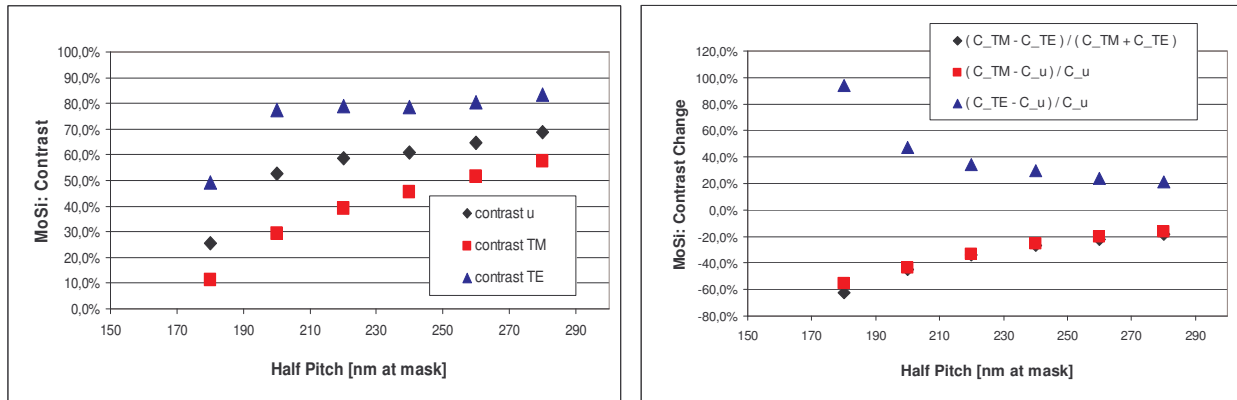 MoSi: Contrast
100,0%
90,0%
80,0%
70,0%
60,0%
50,0%
40,0%
30,0%
20,0%
10,0%
0,0%
150 170 190 210 230 250 270 290
Half Pitch [nm at mask]
contrast u
contrast TM
contrast TE
MoSi: Contrast Change
120,0%
100,0%
80,0%
60,0%
40,0%
20,0%
0,0%
-20,0%
-40,0%
-60,0%
-80,0%
150 170 190 210 230 250 270 290
Half Pitch [nm at mask]
( C_TM - C_TE ) / ( C_TM + C_TE )
( C_TM - C_u ) / C_u
( C_TE - C_u ) / C_u